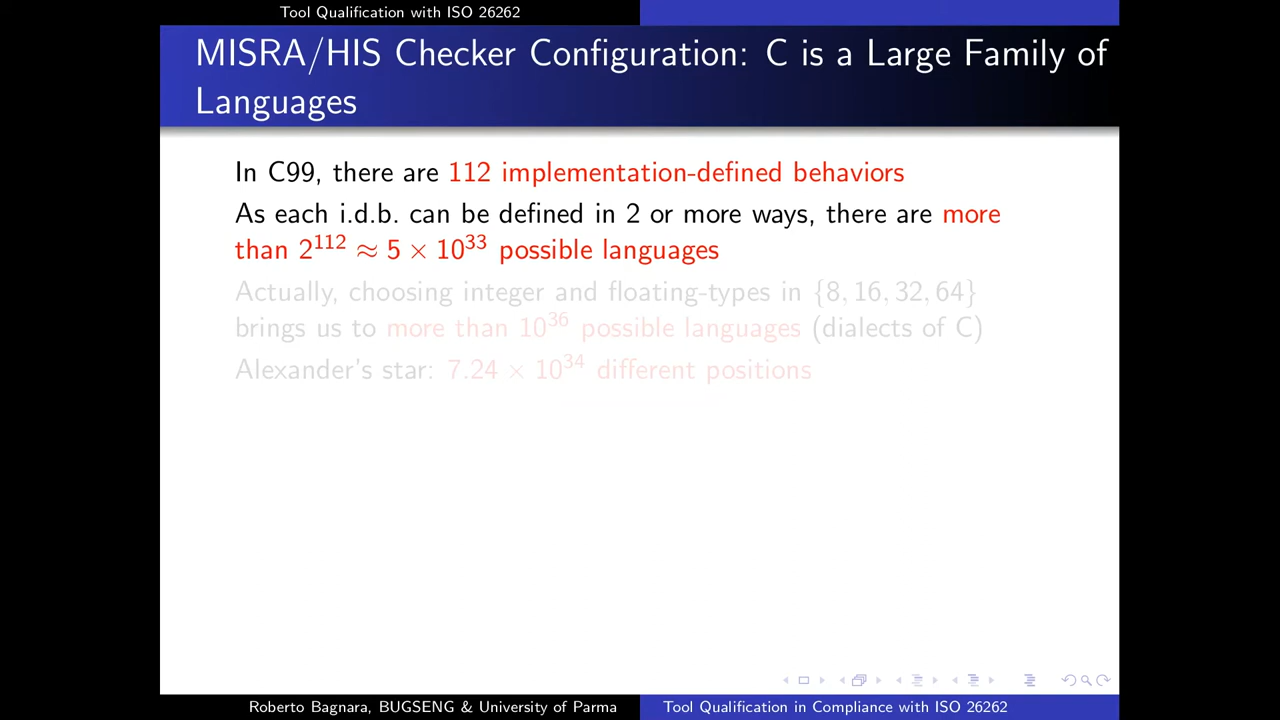 Tool Qualification with ISO 26262
MISRA/HIS Checker Configuration: C is a Large Family of
Languages
In C99, there are 112 implementation-defined behaviors
As each i.d.b. can be defined in 2 or more ways, there are more
than 2¹¹² ≈ 5 × 10³³ possible languages
Actually, choosing integer and floating-types in {8, 16, 32, 64}
brings us to more than 10³⁶ possible languages (dialects of C)
Alexander's star: 7.24 × 10³⁴ different positions
Roberto Bagnara, BUGSENG & University of Parma
Tool Qualification in Compliance with ISO 26262